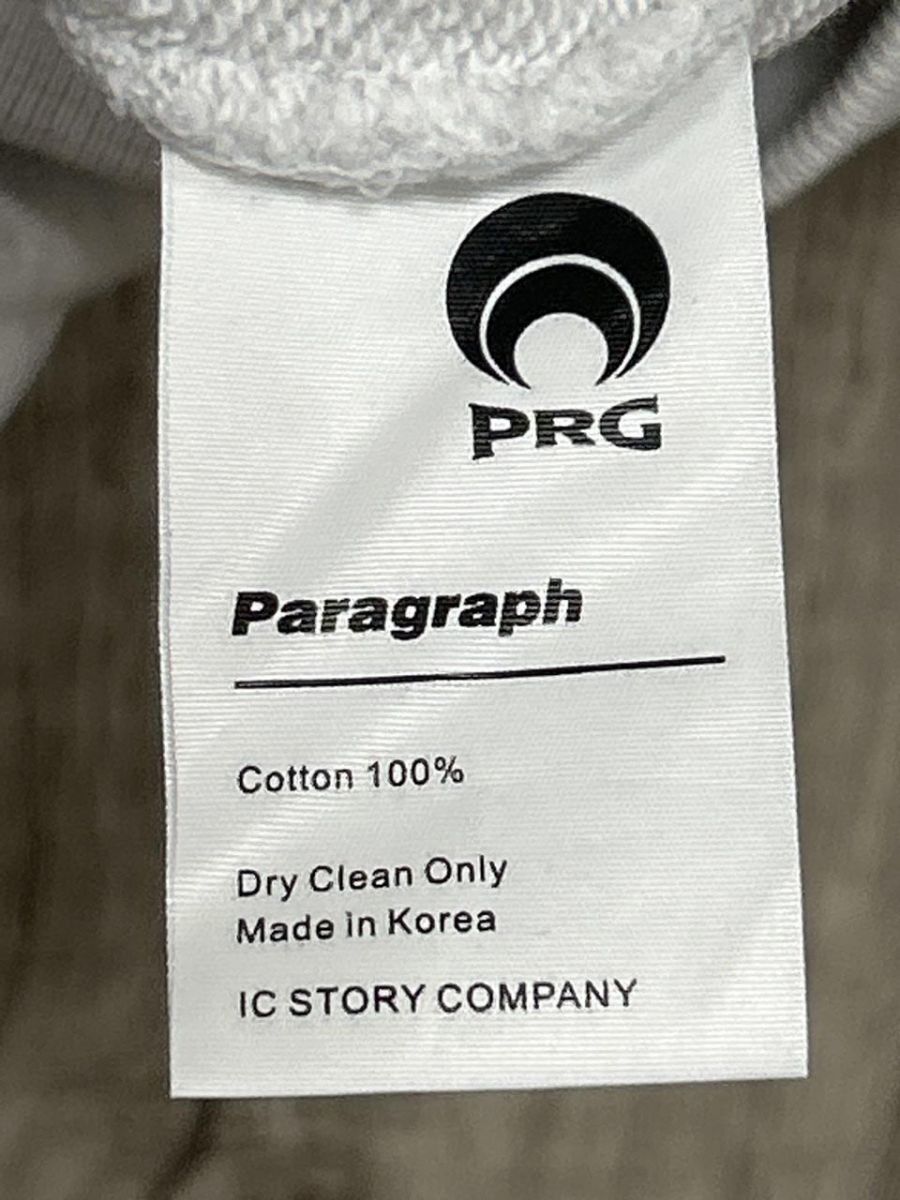 PRG
Paragraph
Cotton 100%
Dry Clean Only
Made in Korea
IC STORY COMPANY